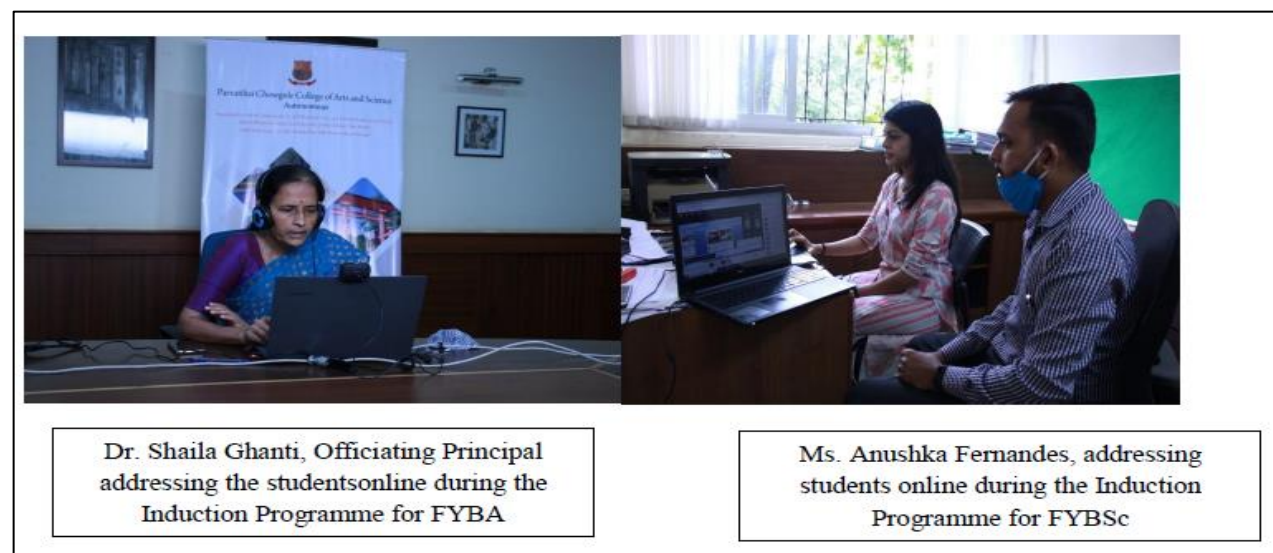 Parvatibai Chowgule College of Arts and Science
Autonomous
Dr. Shaila Ghanti, Officiating Principal
addressing the studentsonline during the
Induction Programme for FYBA
Ms. Anushka Fernandes, addressing
students online during the Induction
Programme for FYBSc